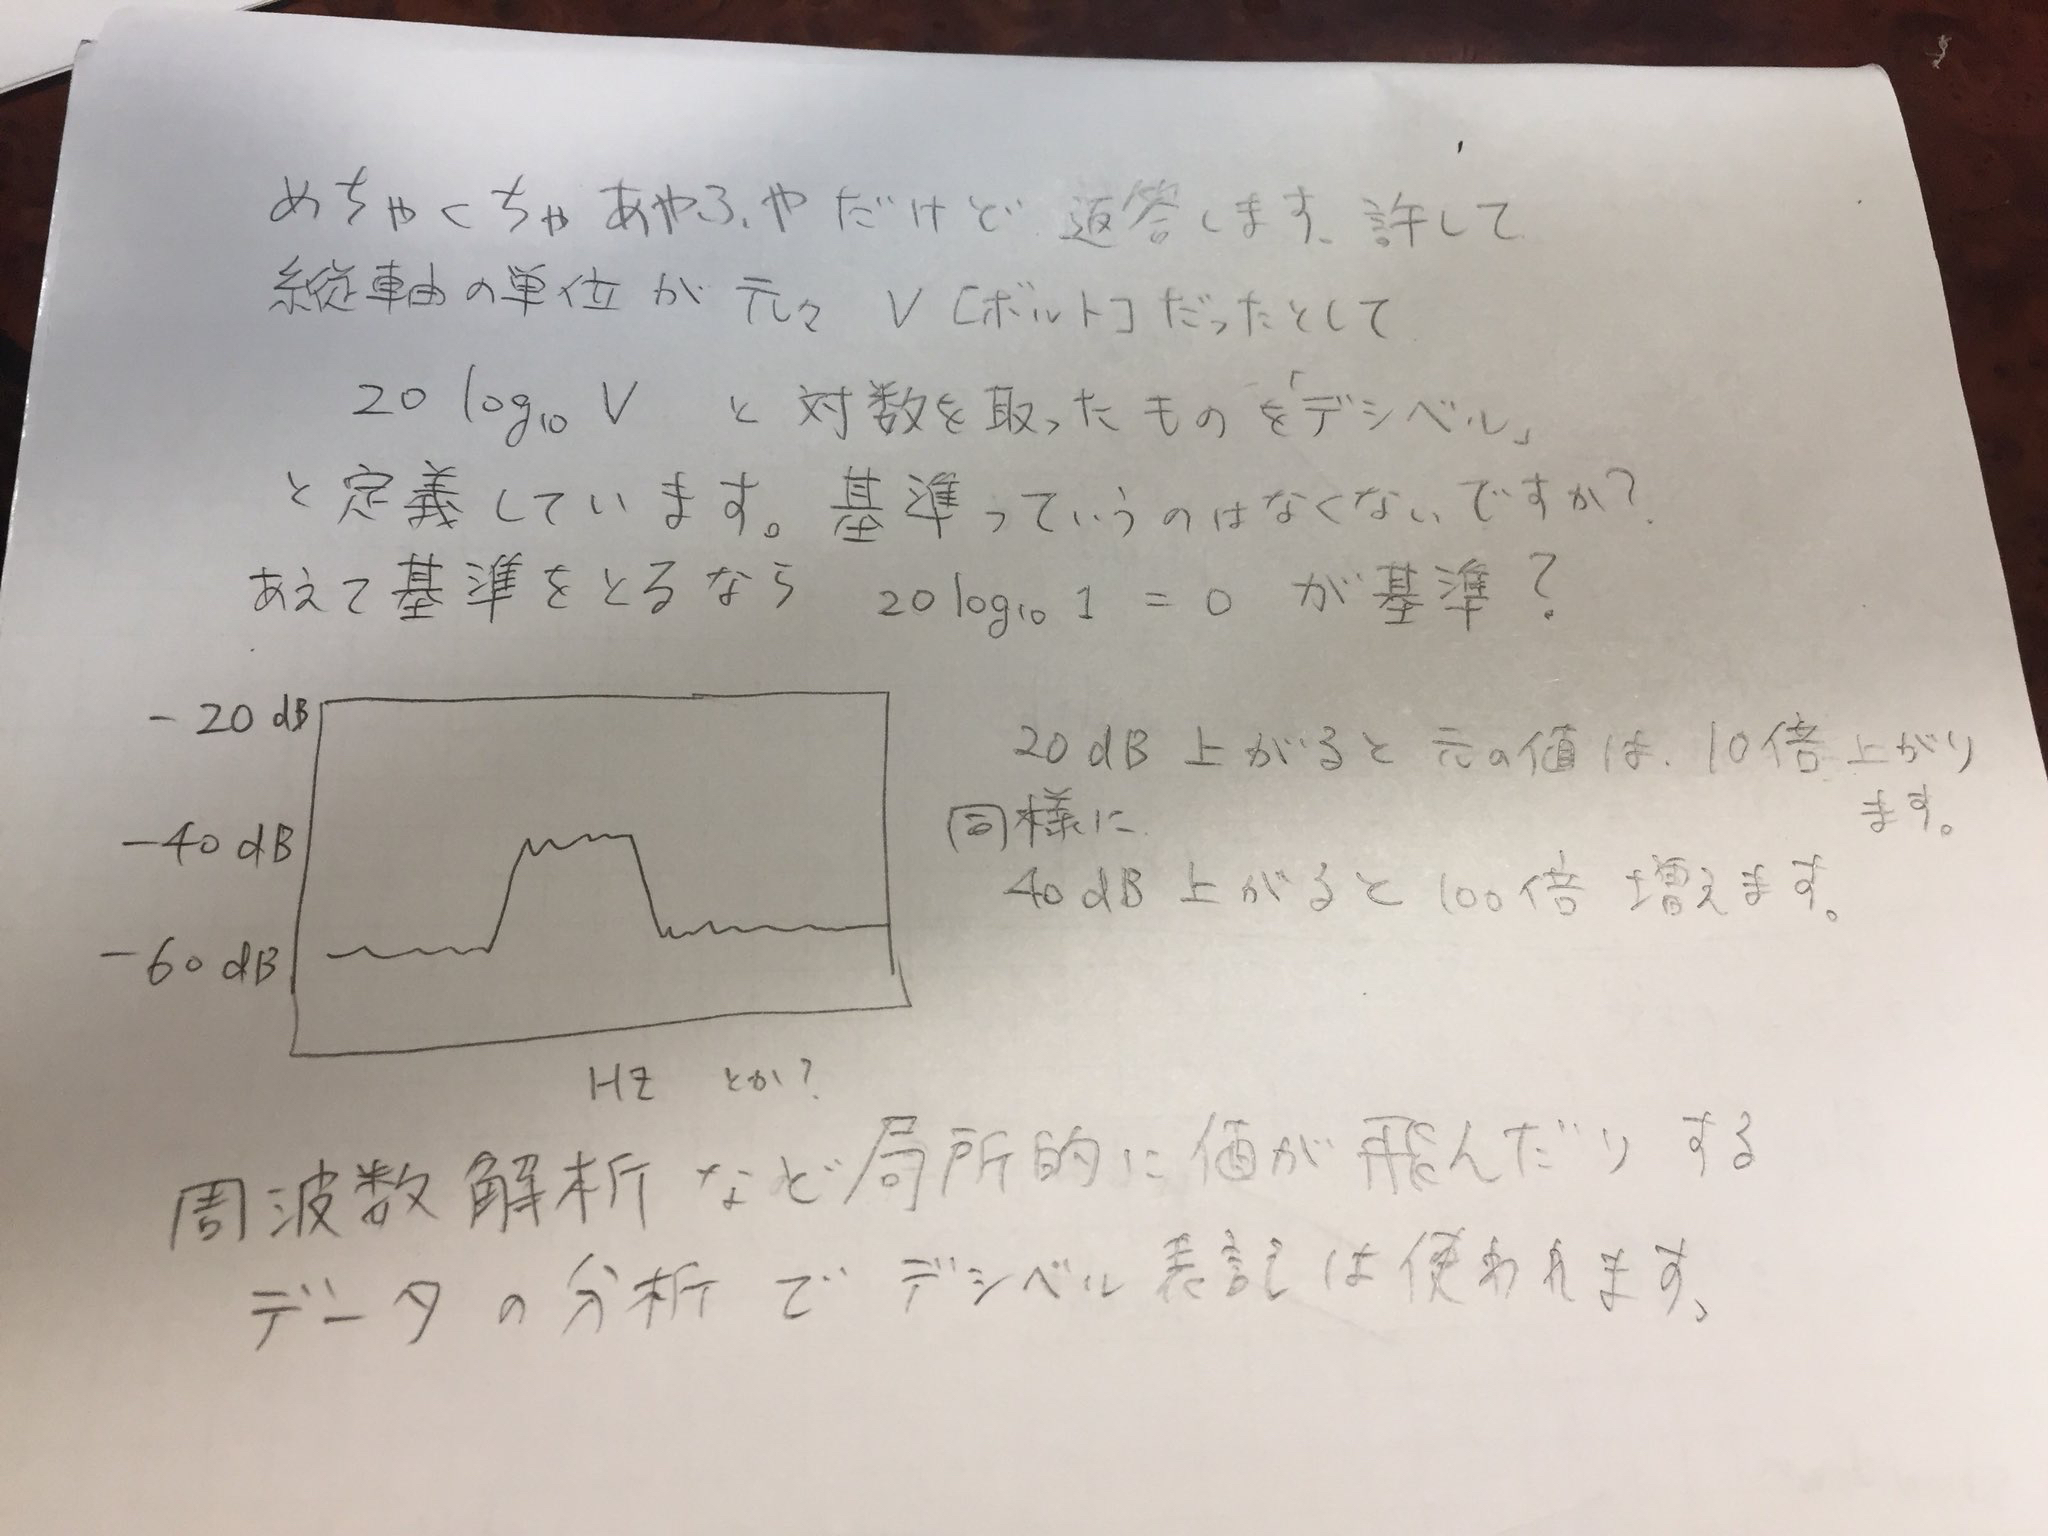 めちゃくちゃあやふやだけど返答します、許して
縦軸の単位が元々 V [ボルト] だったとして
20 log₁₀ V と対数を取ったものを「デシベル」
と定義しています。基準っていうのはなくないですか?
あえて基準をとるなら 20 log₁₀ 1 = 0 が基準?
-20 dB
-40 dB
-60 dB
Hz とか?
20 dB 上がると元の値は、10倍上がり
ます。
同様に
40 dB 上がると100倍増えます。
周波数解析など局所的に値が飛んだりする
データの分析でデシベル表記は使われます、